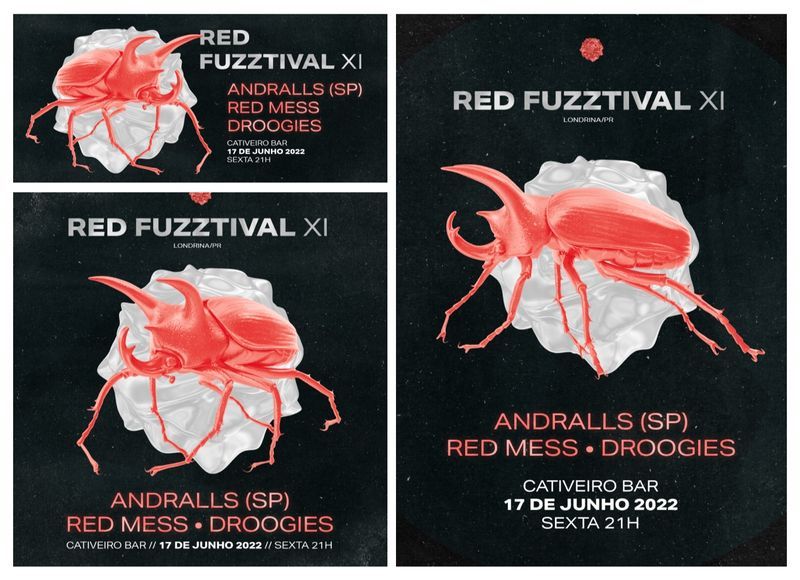 RED
FUZZTIVAL XI
ANDRALLS (SP)
RED MESS
DROOGIES
CATIVEIRO BAR
17 DE JUNHO 2022
SEXTA 21H
RED FUZZTIVAL XI
LONDRINA/PR
ANDRALLS (SP)
RED MESS • DROOGIES
CATIVEIRO BAR // 17 DE JUNHO 2022 // SEXTA 21H
RED FUZZTIVAL XI
LONDRINA/PR
ANDRALLS (SP)
RED MESS • DROOGIES
CATIVEIRO BAR
17 DE JUNHO 2022
SEXTA 21H